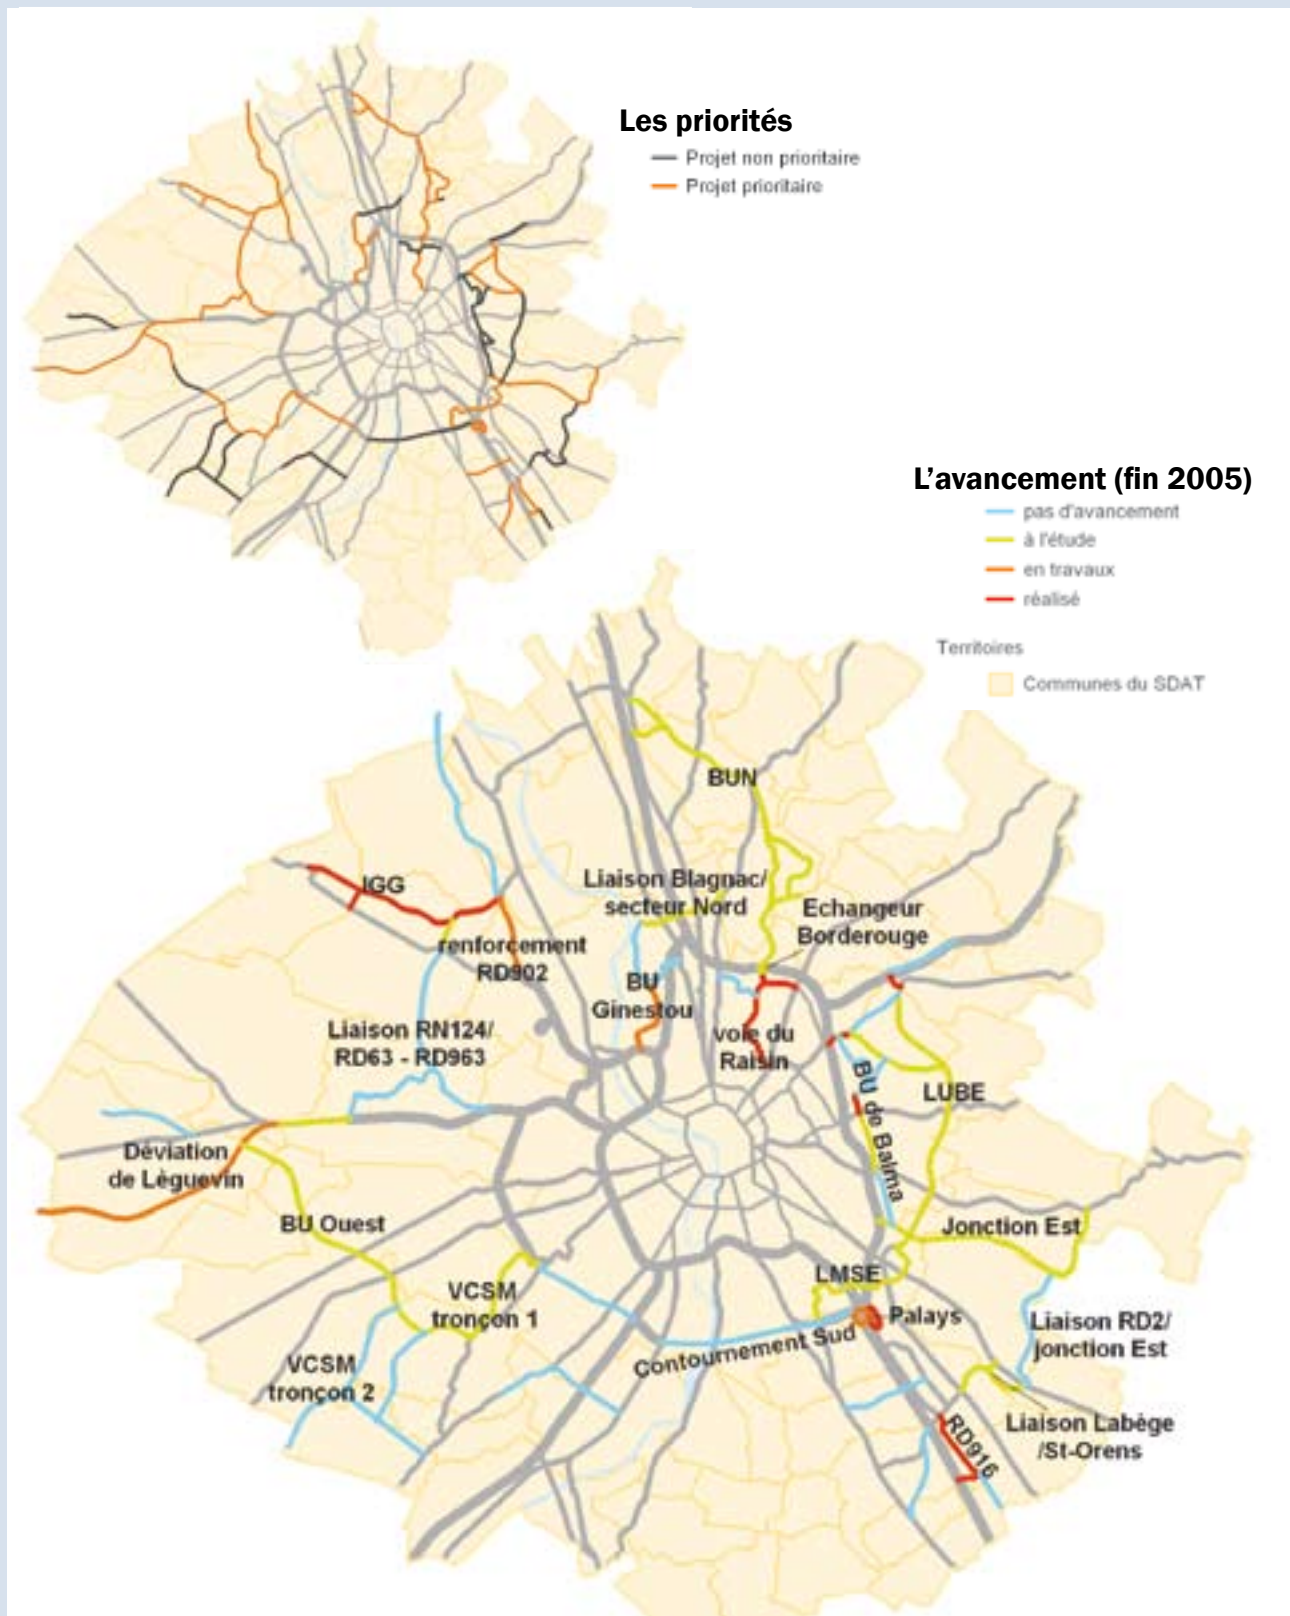 Les priorités
Projet non prioritaire
Projet prioritaire
L'avancement (fin 2005)
pas d'avancement
à l'étude
en travaux
réalisé
Territoires
Communes du SDAT
BUN
IGG
Liaison Blagnac/
secteur Nord
Echangeur
Borderouge
renforcement
RD902
BU
Ginestou
Liaison RN124/
RD63 - RD963
voie du
Raisin
BU de Balma
LUBE
Déviation
de Lèguevin
BU Ouest
Jonction Est
VCSM
tronçon 1
LMSE
Palays
Liaison RD2/
jonction Est
Contournement Sud
VCSM
tronçon 2
Liaison Labège
/St-Orens
RD916